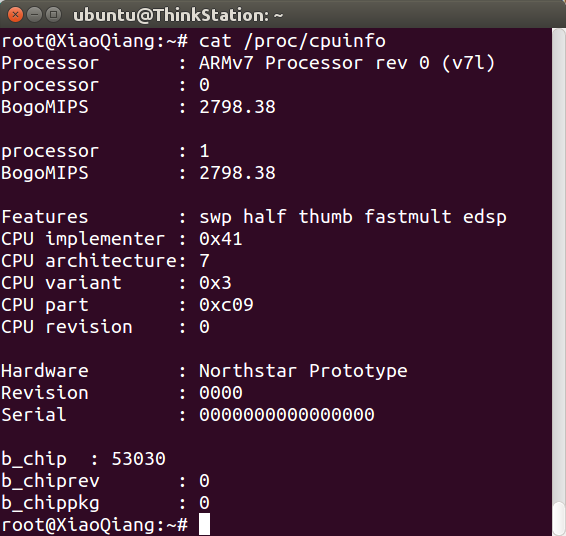 ubuntu@ThinkStation: ~
root@XiaoQiang:~# cat /proc/cpuinfo
Processor       : ARMv7 Processor rev 0 (v7l)
processor       : 0
BogoMIPS        : 2798.38

processor       : 1
BogoMIPS        : 2798.38

Features        : swp half thumb fastmult edsp
CPU implementer : 0x41
CPU architecture: 7
CPU variant     : 0x3
CPU part        : 0xc09
CPU revision    : 0

Hardware        : Northstar Prototype
Revision        : 0000
Serial          : 0000000000000000

b_chip  : 53030
b_chiprev       : 0
b_chippkg       : 0
root@XiaoQiang:~#